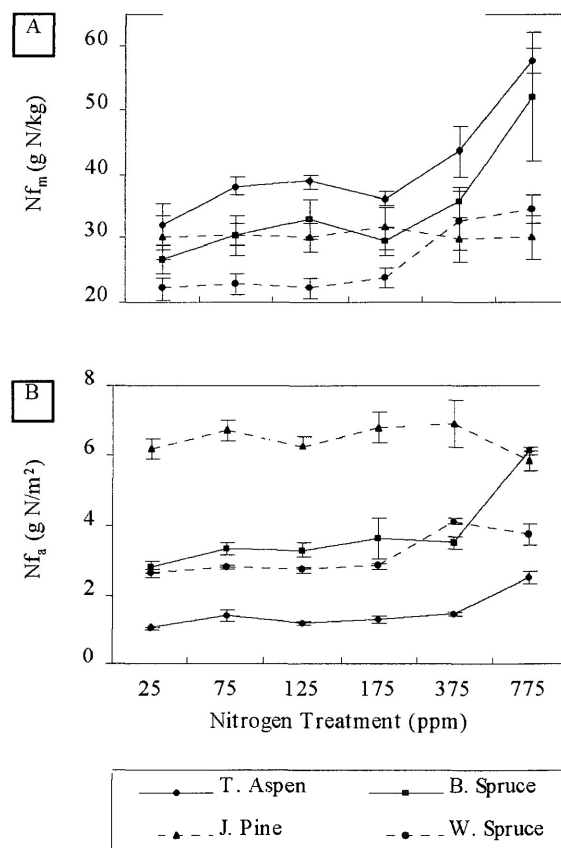 A
60
50
40
30
20
Nfm (g N/kg)
B
8
6
4
2
0
Nfa (g N/m²)
25 75 125 175 375 775
Nitrogen Treatment (ppm)
T. Aspen B. Spruce
J. Pine W. Spruce